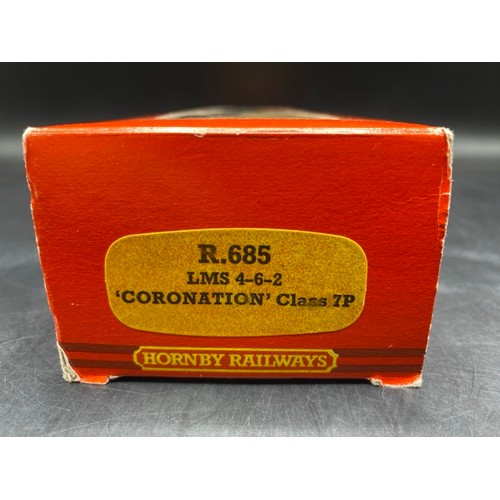 R.685
LMS 4-6-2
'CORONATION' Class 7P
HORNBY RAILWAYS